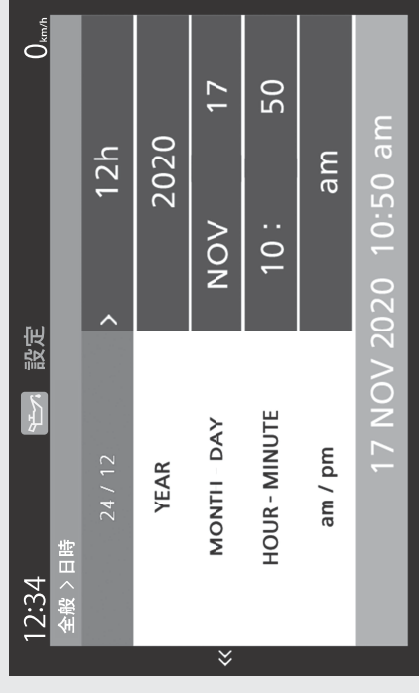 12:34 設定 0km/h
全般 > 日時
24 / 12 > 12h
YEAR 2020
MONTH - DAY NOV 17
HOUR - MINUTE 10 : 50
am / pm am
17 NOV 2020 10:50 am